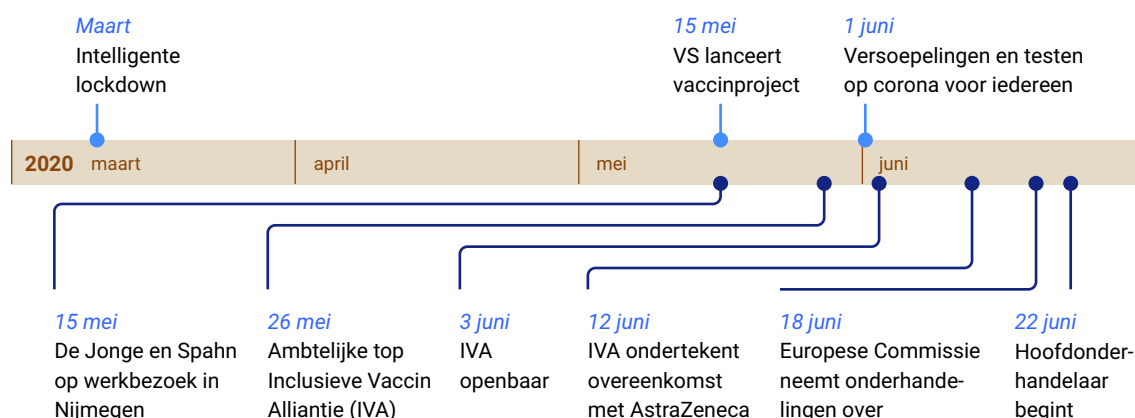 Maart
Intelligente
lockdown
15 mei
VS lanceert
vaccinproject
1 juni
Versoepelingen en testen
op corona voor iedereen
2020 maart april mei juni
15 mei
De Jonge en Spahn
op werkbezoek in
Nijmegen
26 mei
Ambtelijke top
Inclusieve Vaccin
Alliantie (IVA)
3 juni
IVA
openbaar
12 juni
IVA ondertekent
overeenkomst
met AstraZeneca
18 juni
Europese Commissie
neemt onderhande-
lingen over
22 juni
Hoofdonder-
handelaar
begint